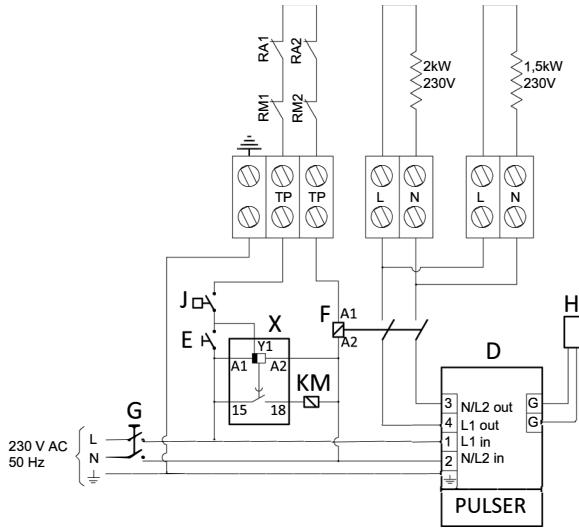 RA1
RA2
RM1
RM2
2kW
230V
1,5kW
230V
TP
TP
L
N
L
N
J
E
X
Y1
A1
A2
KM
15
18
F
A1
A2
H
D
3
N/L2 out
G
4
L1 out
G
1
L1 in
2
N/L2 in
PULSER
G
230 V AC
50 Hz
L
N